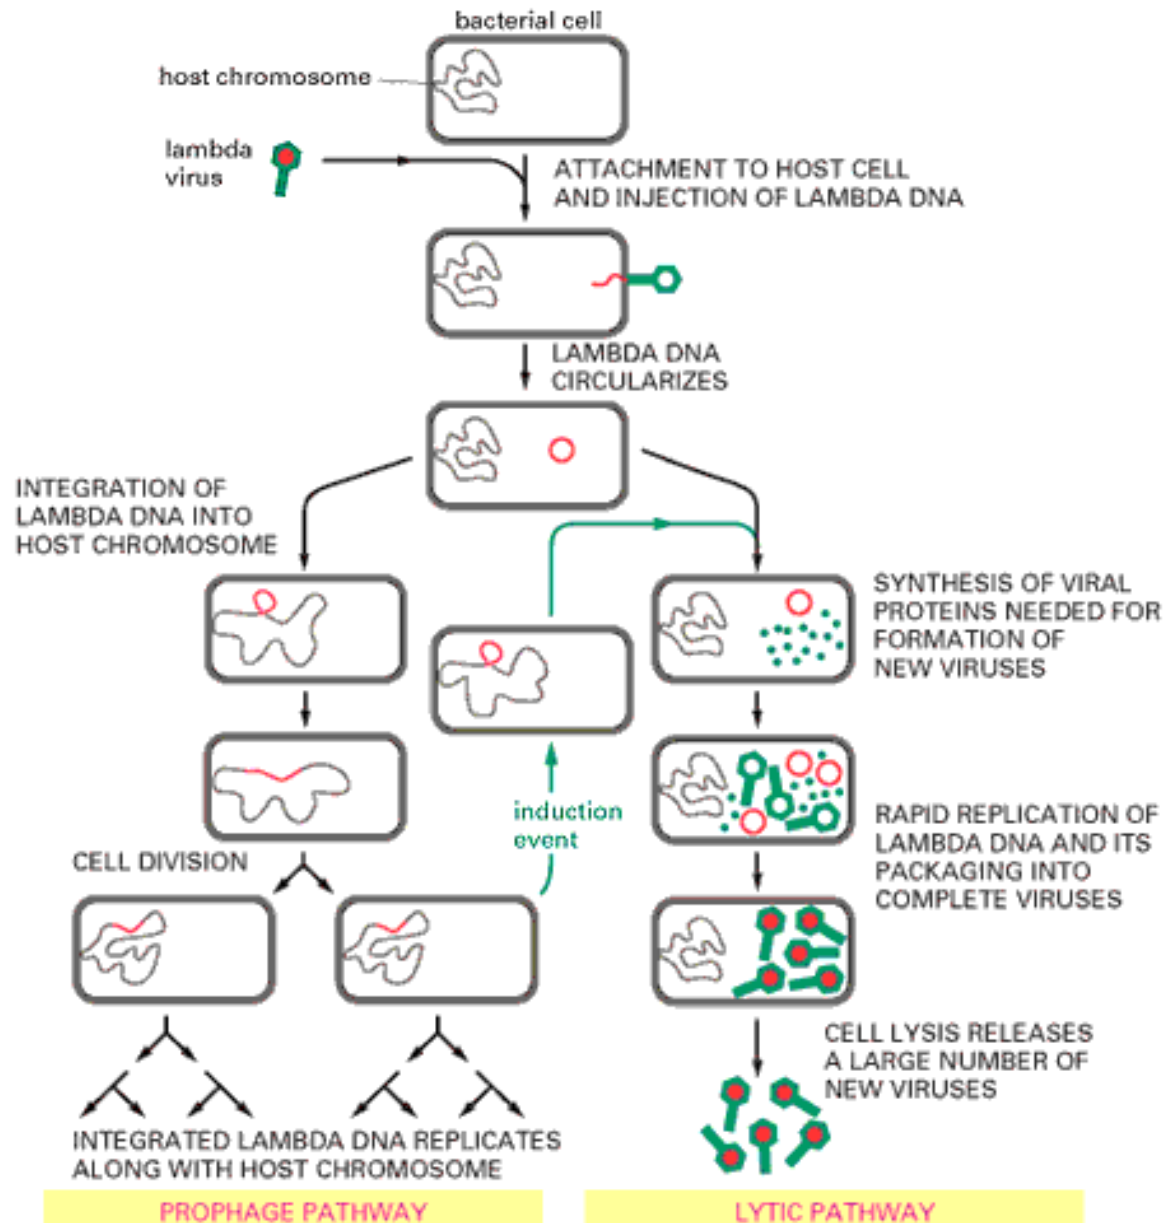 bacterial cell
host chromosome
lambda
virus
ATTACHMENT TO HOST CELL
AND INJECTION OF LAMBDA DNA
LAMBDA DNA
CIRCULARIZES
INTEGRATION OF
LAMBDA DNA INTO
HOST CHROMOSOME
SYNTHESIS OF VIRAL
PROTEINS NEEDED FOR
FORMATION OF
NEW VIRUSES
induction
event
RAPID REPLICATION OF
LAMBDA DNA AND ITS
PACKAGING INTO
COMPLETE VIRUSES
CELL DIVISION
CELL LYSIS RELEASES
A LARGE NUMBER OF
NEW VIRUSES
INTEGRATED LAMBDA DNA REPLICATES
ALONG WITH HOST CHROMOSOME
PROPHAGE PATHWAY
LYTIC PATHWAY